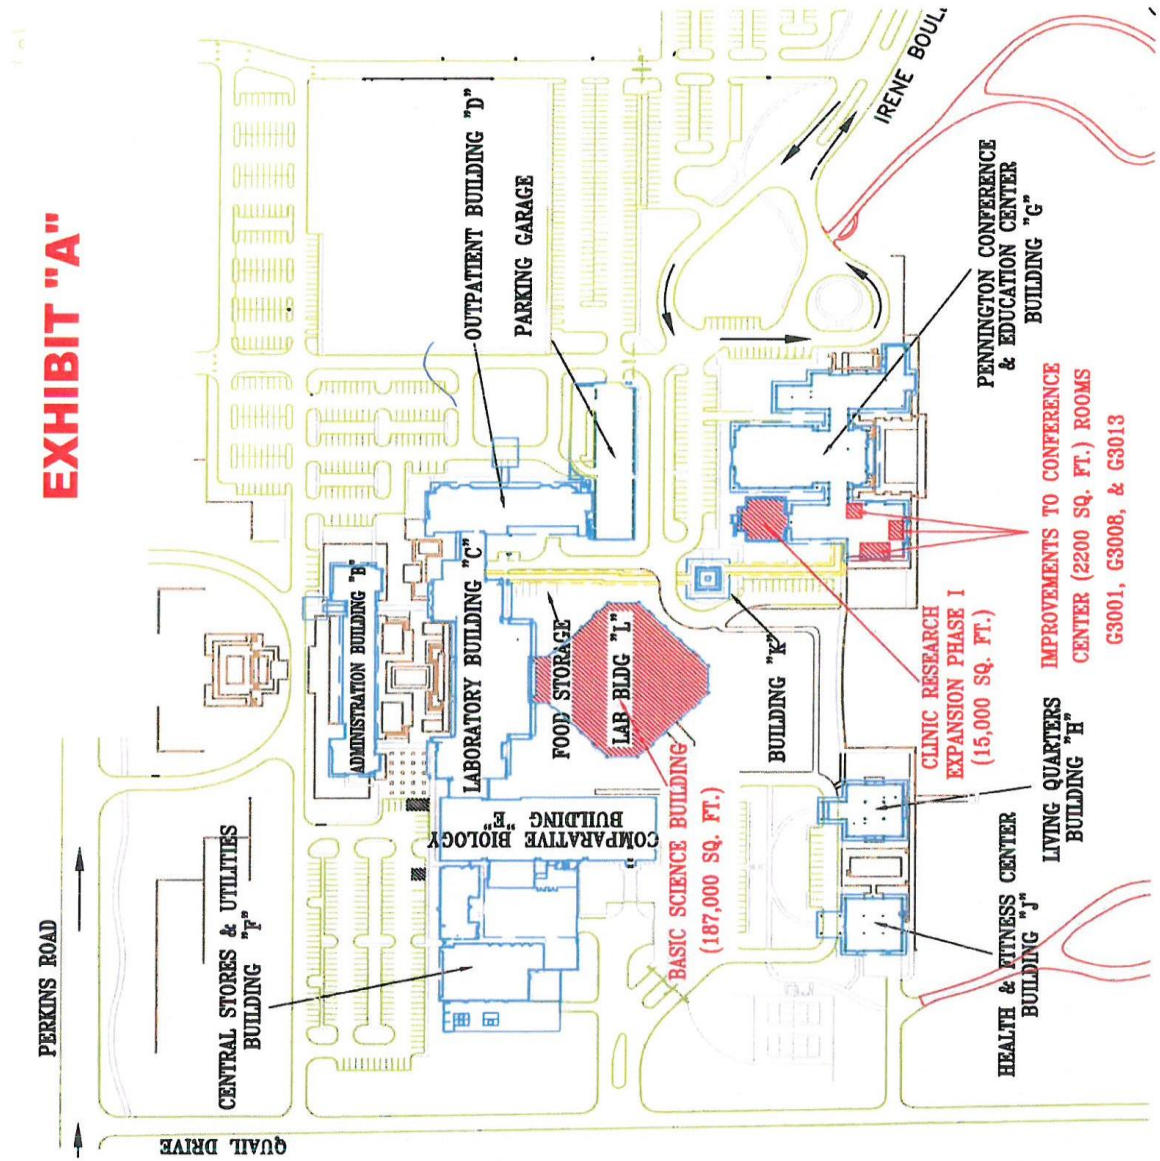 EXHIBIT "A"
PERKINS ROAD
QUAIL DRIVE
CENTRAL STORES & UTILITIES
BUILDING "F"
ADMINISTRATION BUILDING "B"
LABORATORY BUILDING "C"
COMPARATIVE BIOLOGY
BUILDING "E"
OUTPATIENT BUILDING "D"
PARKING GARAGE
FOOD STORAGE
LAB BLDG "L"
BASIC SCIENCE BUILDING
(187,000 SQ. FT.)
BUILDING "K"
IRENE BOUL
PENNINGTON CONFERENCE
& EDUCATION CENTER
BUILDING "G"
CLINIC RESEARCH
EXPANSION PHASE I
(15,000 SQ. FT.)
IMPROVEMENTS TO CONFERENCE
CENTER (2200 SQ. FT.) ROOMS
G3001, G3008, & G3013
LIVING QUARTERS
BUILDING "H"
HEALTH & FITNESS CENTER
BUILDING "J"